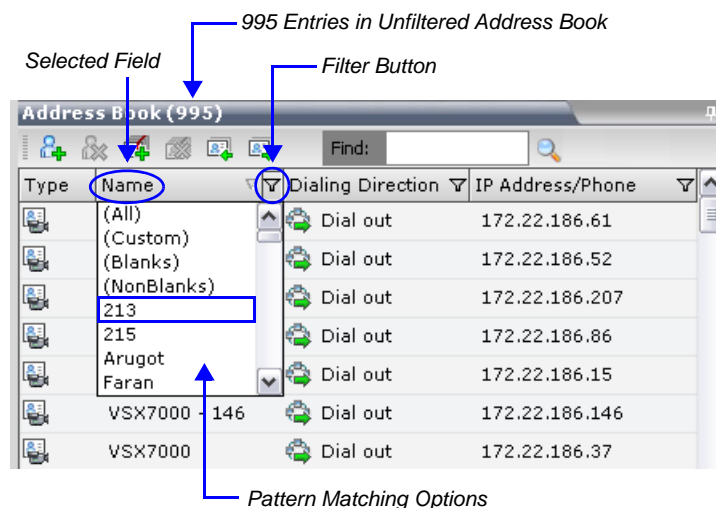 995 Entries in Unfiltered Address Book
Selected Field
Filter Button
Address Book (995)
Find:
Type Name Dialing Direction IP Address/Phone
(All)
(Custom)
(Blanks)
(NonBlanks)
213
215
Arugot
Faran
Dial out 172.22.186.61
Dial out 172.22.186.52
Dial out 172.22.186.207
Dial out 172.22.186.86
Dial out 172.22.186.15
VSX7000 - 146 Dial out 172.22.186.146
VSX7000 Dial out 172.22.186.37
Pattern Matching Options